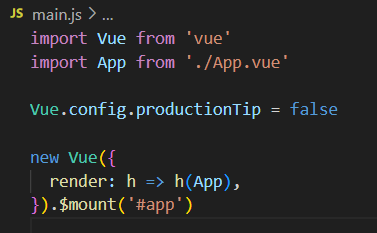 JS main.js > ...
import Vue from 'vue'
import App from './App.vue'
Vue.config.productionTip = false
new Vue({
  render: h => h(App),
}).$mount('#app')